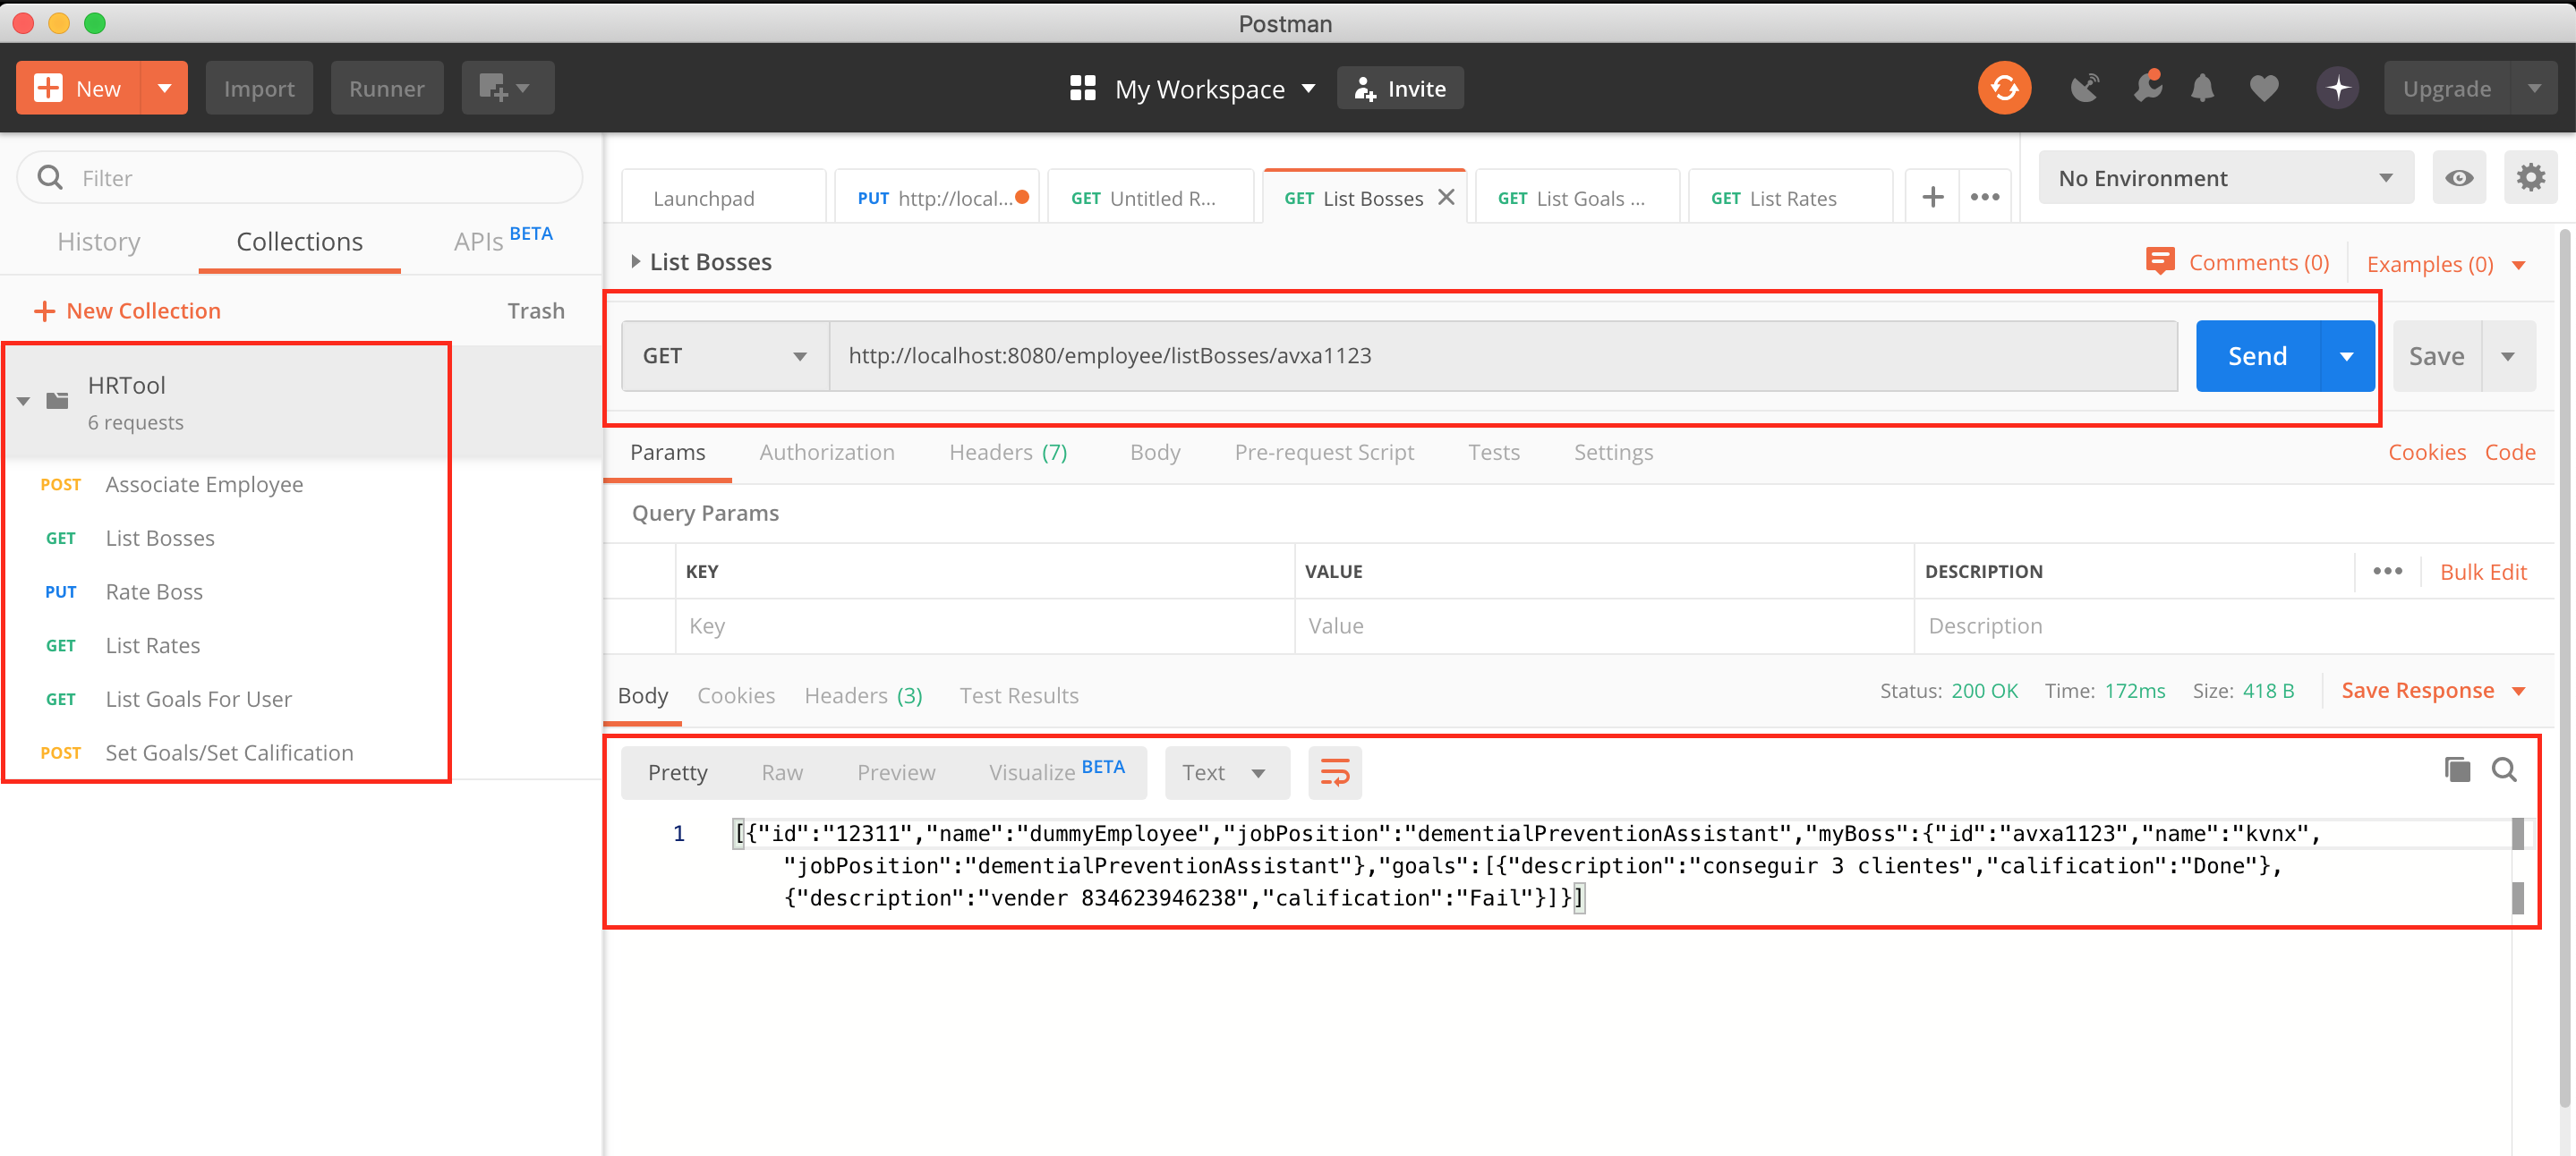 Postman
New
Import
Runner
My Workspace
Invite
Upgrade
Filter
History
Collections
APIs BETA
New Collection
Trash
HRTool
6 requests
POST Associate Employee
GET List Bosses
PUT Rate Boss
GET List Rates
GET List Goals For User
POST Set Goals/Set Calification
Launchpad
PUT http://local...
GET Untitled R...
GET List Bosses
GET List Goals ...
GET List Rates
No Environment
List Bosses
Comments (0)
Examples (0)
GET
http://localhost:8080/employee/listBosses/avxa1123
Send
Save
Params
Authorization
Headers (7)
Body
Pre-request Script
Tests
Settings
Cookies
Code
Query Params
KEY
VALUE
DESCRIPTION
Bulk Edit
Key
Value
Description
Body
Cookies
Headers (3)
Test Results
Status: 200 OK
Time: 172ms
Size: 418 B
Save Response
Pretty
Raw
Preview
Visualize BETA
Text
1
[{"id":"12311","name":"dummyEmployee","jobPosition":"dementialPreventionAssistant","myBoss":{"id":"avxa1123","name":"kvnx",
"jobPosition":"dementialPreventionAssistant"},"goals":[{"description":"conseguir 3 clientes","calification":"Done"},
{"description":"vender 834623946238","calification":"Fail"}]}]